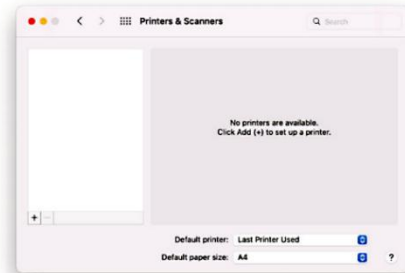 Printers & Scanners
Search
No printers are available.
Click Add (+) to set up a printer.
+ −
Default printer: Last Printer Used
Default paper size: A4
?